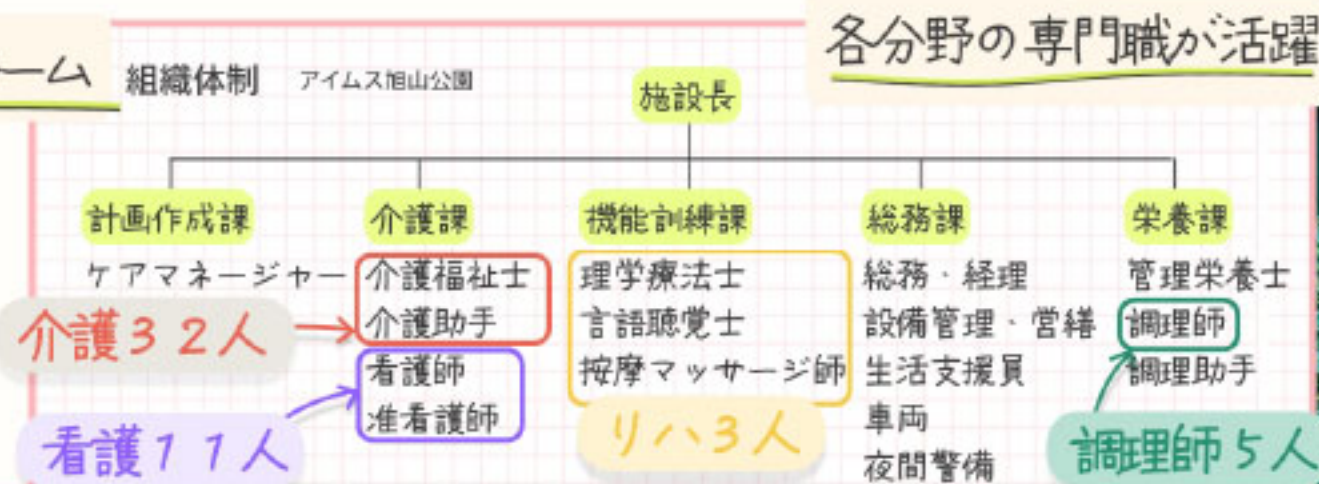 ーム
組織体制 アイムス旭山公園
各分野の専門職が活躍
施設長
計画作成課
ケアマネージャー
介護課
介護福祉士
介護助手
看護師
准看護師
機能訓練課
理学療法士
言語聴覚士
按摩マッサージ師
総務課
総務・経理
設備管理・営繕
生活支援員
車両
夜間警備
栄養課
管理栄養士
調理師
調理助手
介護32人
看護11人
リハ3人
調理師5人